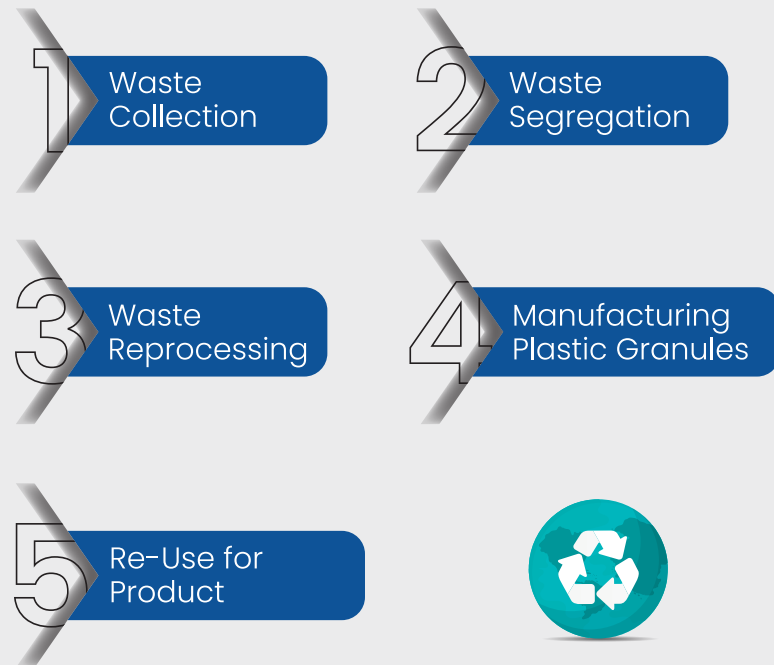 1
Waste
Collection
2
Waste
Segregation
3
Waste
Reprocessing
4
Manufacturing
Plastic Granules
5
Re-Use for
Product